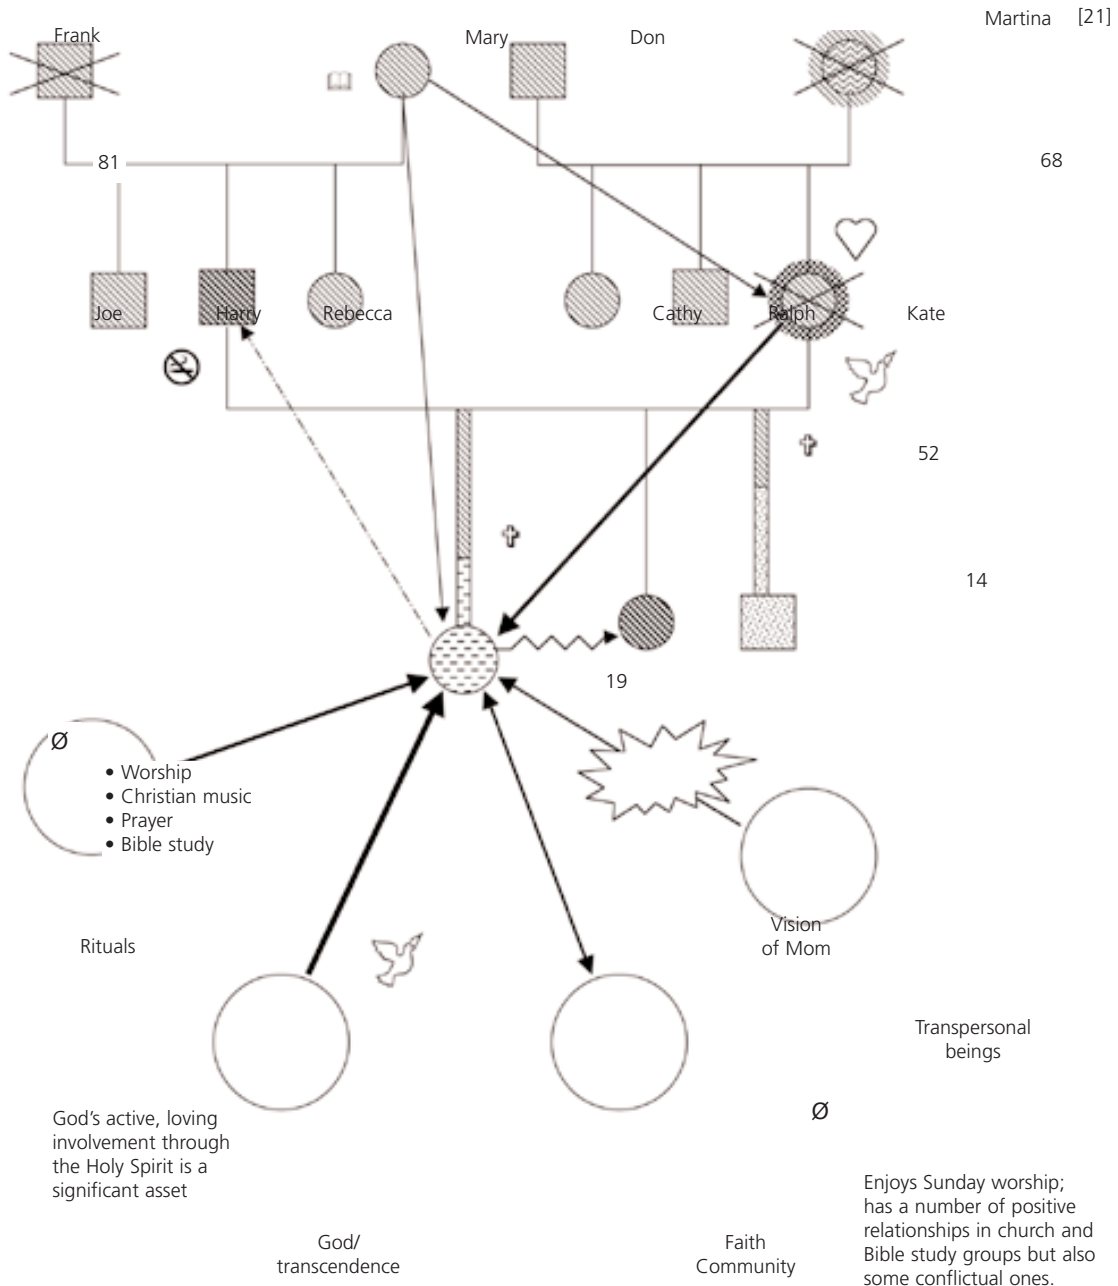 Martina [21]
Frank
Mary
Don
81
68
Joe
Harry
Rebecca
Cathy
Ralph
Kate
52
14
19
Ø
• Worship
• Christian music
• Prayer
• Bible study
Vision
of Mom
Rituals
Transpersonal
beings
God's active, loving
involvement through
the Holy Spirit is a
significant asset
Ø
Enjoys Sunday worship;
has a number of positive
relationships in church and
Bible study groups but also
some conflictual ones.
God/
transcendence
Faith
Community